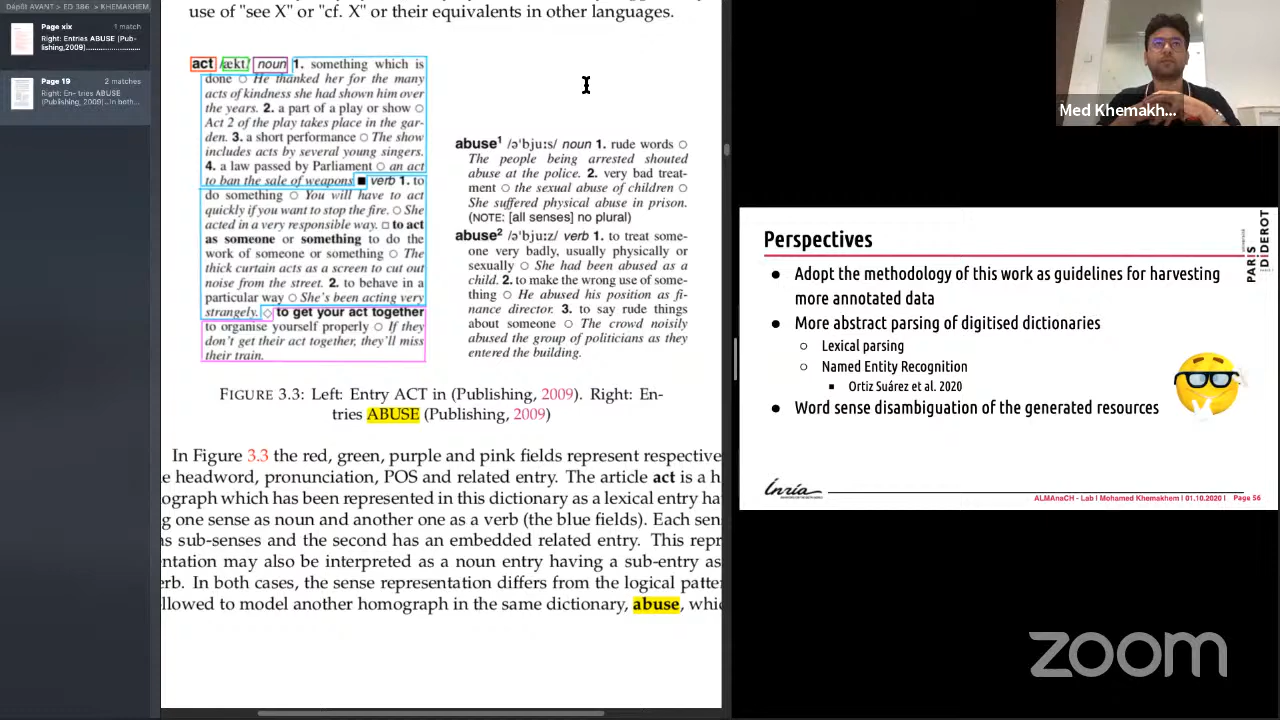 Dépôt AVANT > ED 386 > KHEMAKHEM,
Page xix
1 match
Right: Entries ABUSE (Pub-
lishing,2009)
Page 19
2 matches
Right: En- tries ABUSE
(Publishing, 2009)...In both...
use of "see X" or "cf. X" or their equivalents in other languages.
act /ækt/ noun 1. something which is
done ○ He thanked her for the many
acts of kindness she had shown him over
the years. 2. a part of a play or show ○
Act 2 of the play takes place in the gar-
den. 3. a short performance ○ The show
includes acts by several young singers.
4. a law passed by Parliament ○ an act
to ban the sale of weapons ■ verb 1. to
do something ○ You will have to act
quickly if you want to stop the fire. ○ She
acted in a very responsible way. □ to act
as someone or something to do the
work of someone or something ○ The
thick curtain acts as a screen to cut out
noise from the street. 2. to behave in a
particular way ○ She's been acting very
strangely. ◇ to get your act together
to organise yourself properly ○ If they
don't get their act together, they'll miss
their train.
abuse¹ /ə'bjuːs/ noun 1. rude words ○
The people being arrested shouted
abuse at the police. 2. very bad treat-
ment ○ the sexual abuse of children ○
She suffered physical abuse in prison.
(NOTE: [all senses] no plural)
abuse² /ə'bjuːz/ verb 1. to treat some-
one very badly, usually physically or
sexually ○ She had been abused as a
child. 2. to make the wrong use of some-
thing ○ He abused his position as fi-
nance director. 3. to say rude things
about someone ○ The crowd noisily
abused the group of politicians as they
entered the building.
FIGURE 3.3: Left: Entry ACT in (Publishing, 2009). Right: En-
tries ABUSE (Publishing, 2009)
In Figure 3.3 the red, green, purple and pink fields represent respective
e headword, pronunciation, POS and related entry. The article act is a h
ograph which has been represented in this dictionary as a lexical entry ha
g one sense as noun and another one as a verb (the blue fields). Each sen
as sub-senses and the second has an embedded related entry. This repr
ntation may also be interpreted as a noun entry having a sub-entry as
erb. In both cases, the sense representation differs from the logical patte
llowed to model another homograph in the same dictionary, abuse, whic
Med Khemakh...
Perspectives
● Adopt the methodology of this work as guidelines for harvesting
more annotated data
● More abstract parsing of digitised dictionaries
○ Lexical parsing
○ Named Entity Recognition
■ Ortiz Suárez et al. 2020
● Word sense disambiguation of the generated resources
PARIS
DIDEROT
Inria
ALMAnaCH - Lab | Mohamed Khemakhem | 01.10.2020 | Page 56
zoom